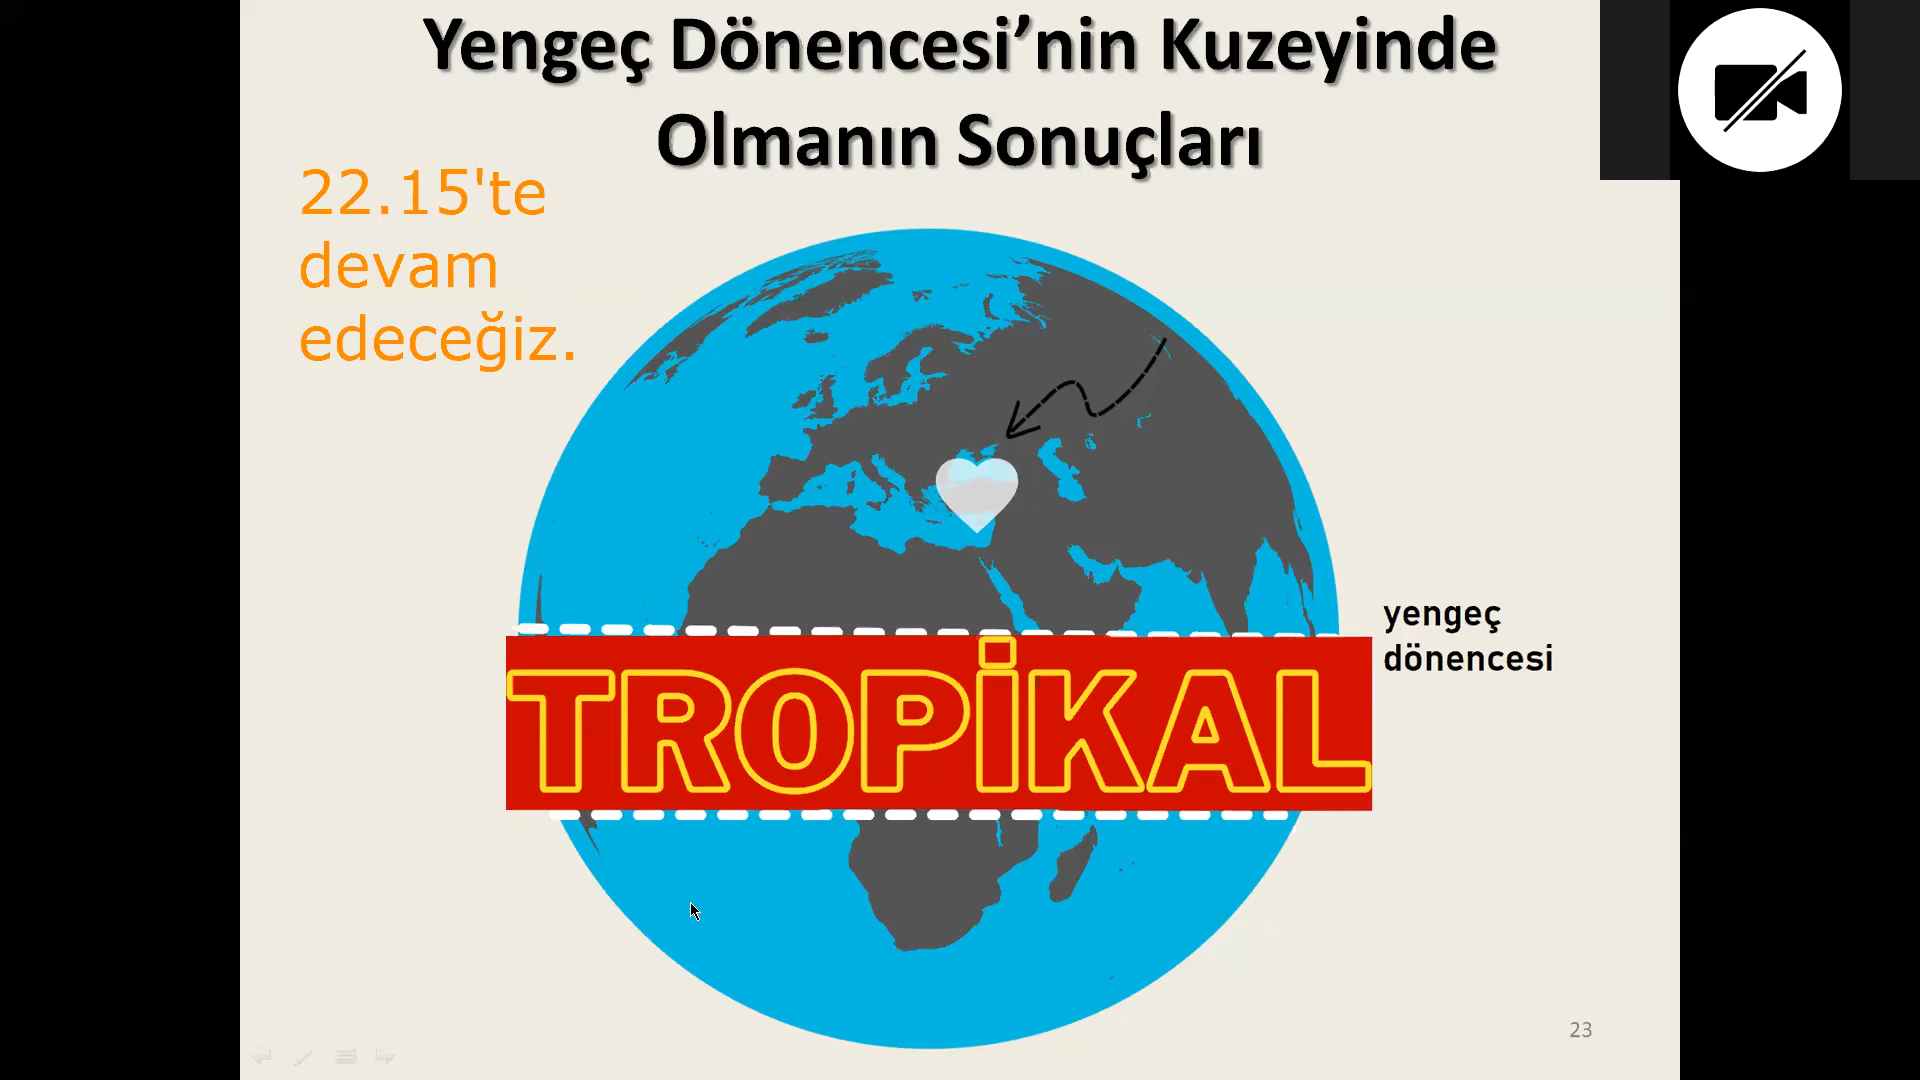 Yengeç Dönencesi’nin Kuzeyinde
Olmanın Sonuçları
22.15'te
devam
edeceğiz.
yengeç
dönencesi
TROPİKAL
23